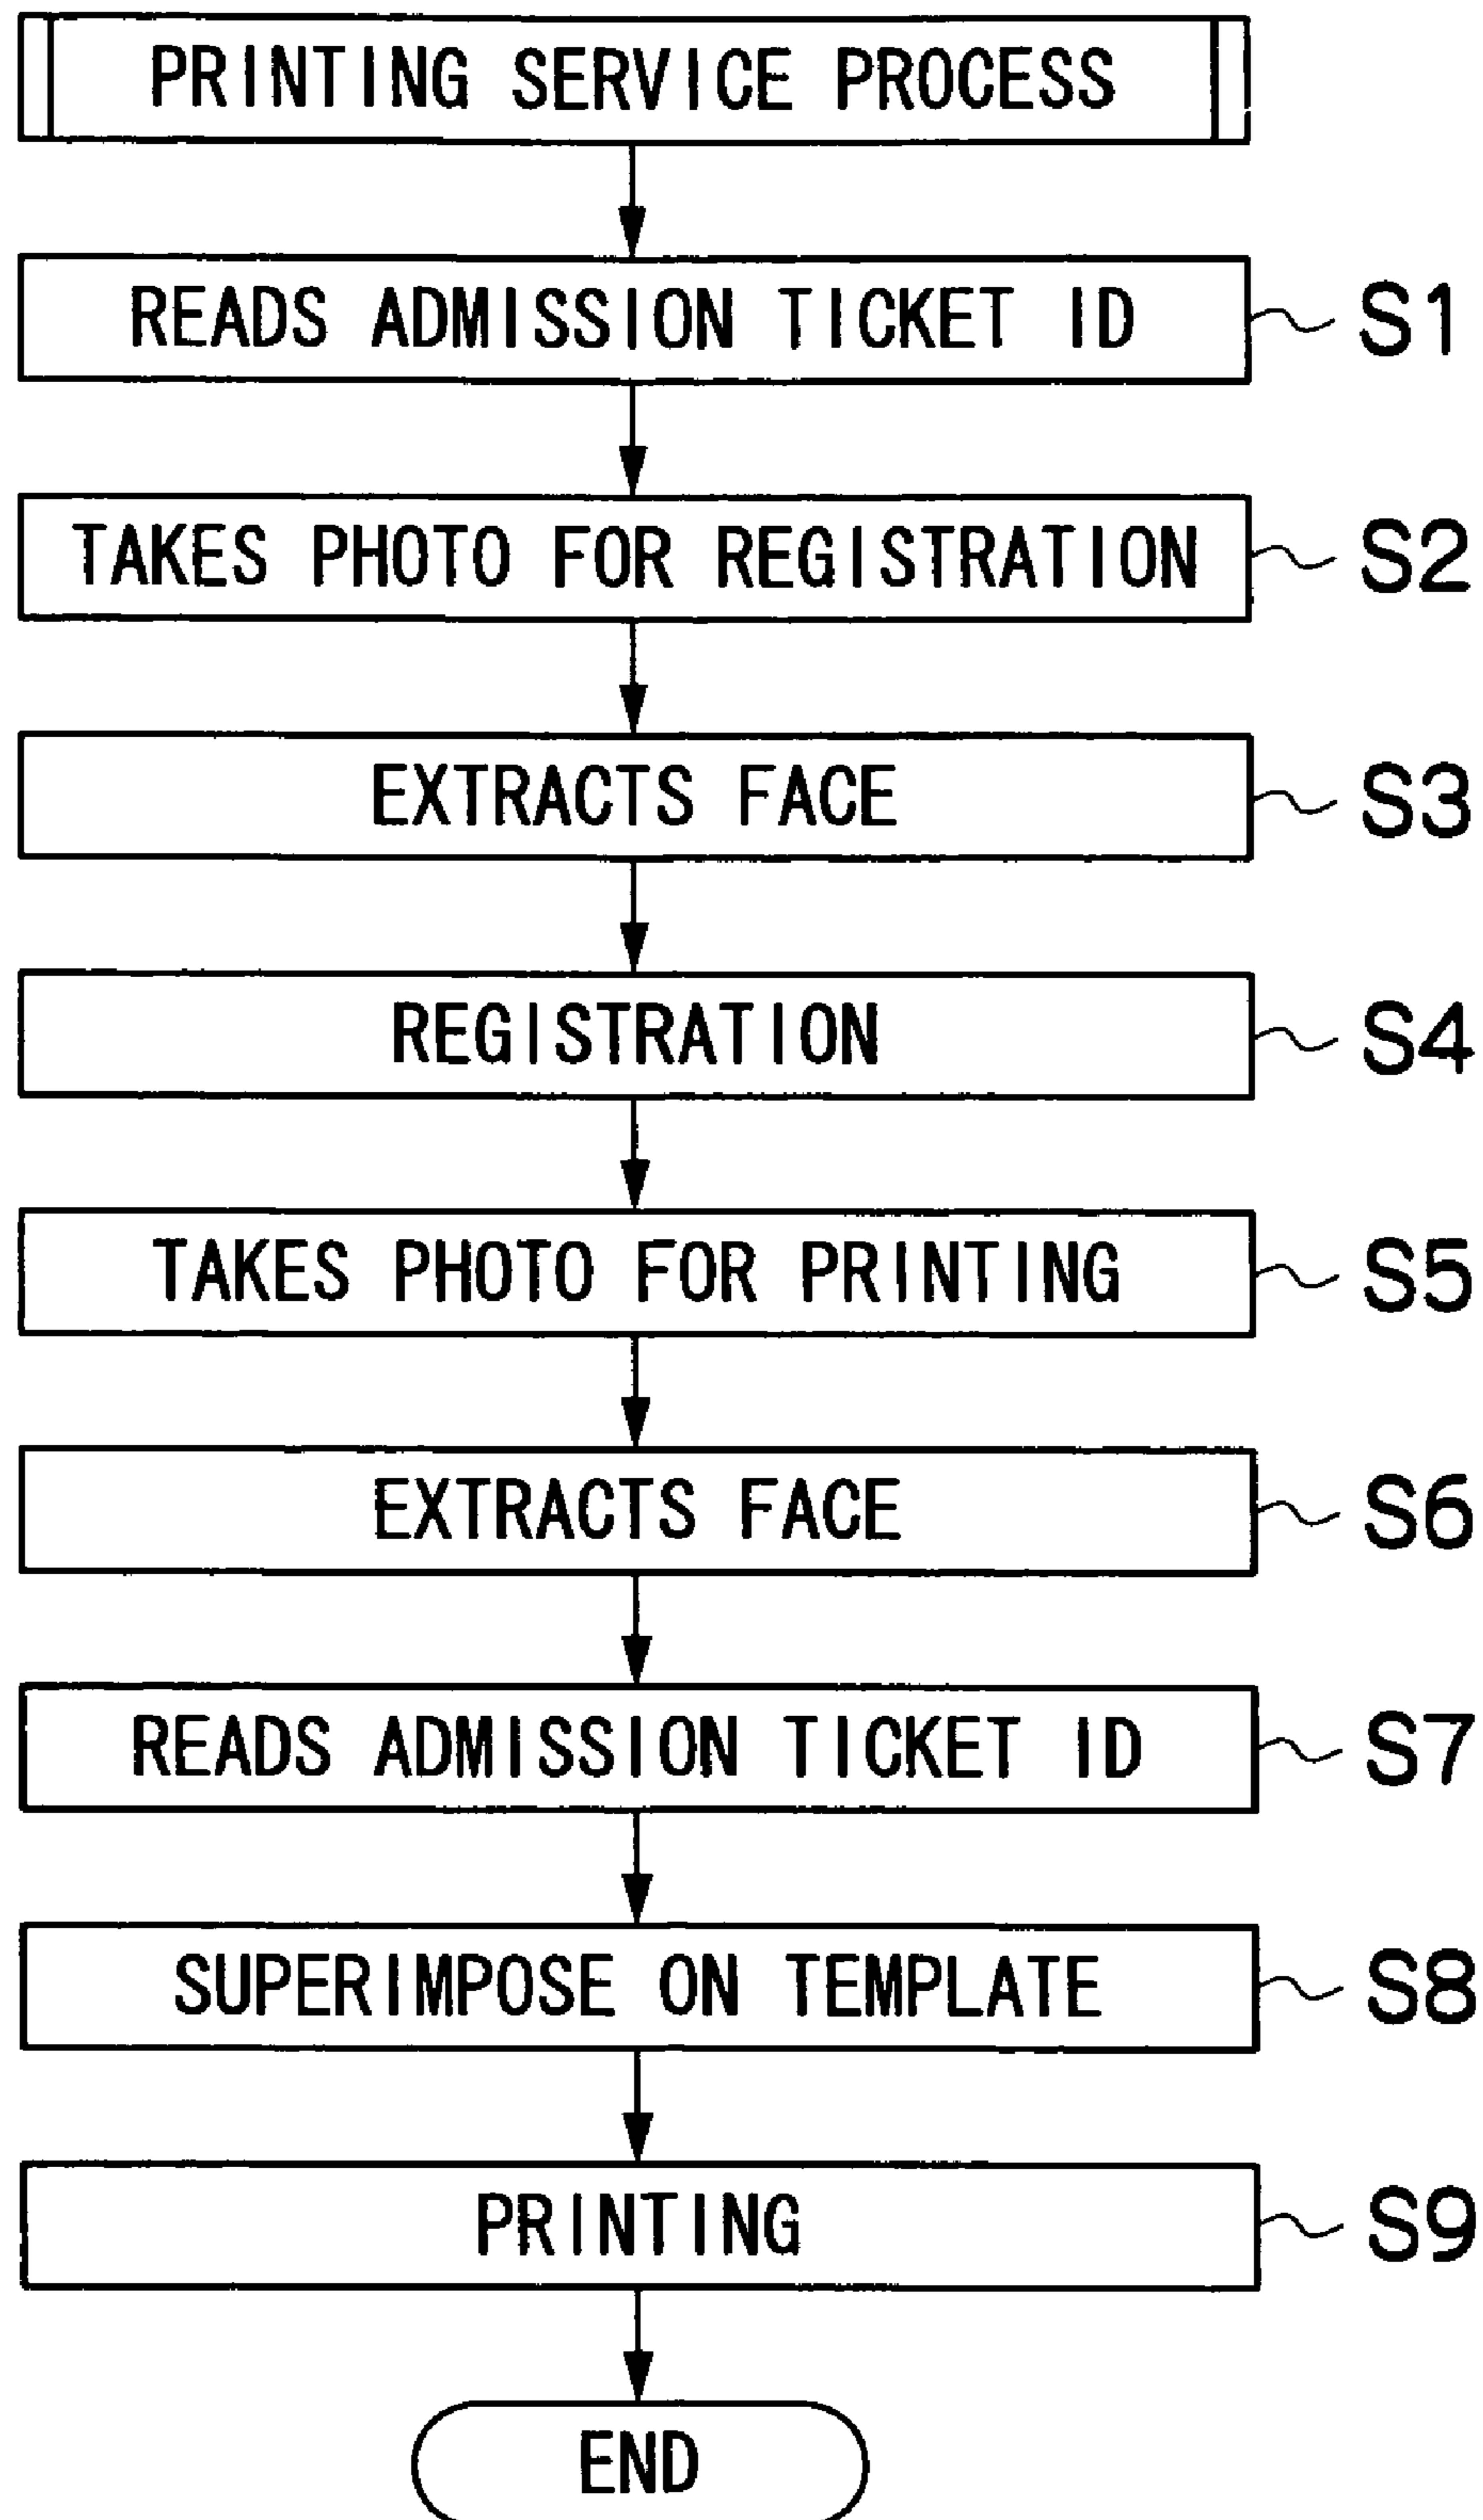 PRINTING SERVICE PROCESS
READS ADMISSION TICKET ID S1
TAKES PHOTO FOR REGISTRATION S2
EXTRACTS FACE S3
REGISTRATION S4
TAKES PHOTO FOR PRINTING S5
EXTRACTS FACE S6
READS ADMISSION TICKET ID S7
SUPERIMPOSE ON TEMPLATE S8
PRINTING S9
END